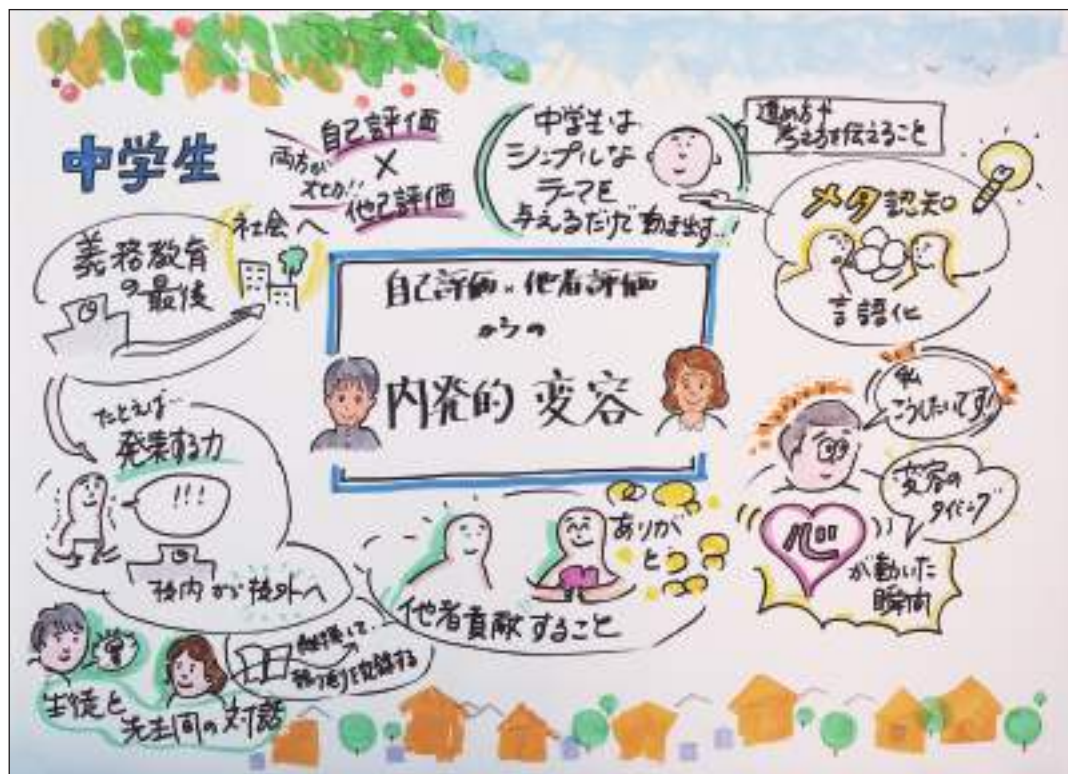 中学生
自己評価
×
他己評価
両方が
大切!!
中学生は
シンプルな
テーマを
与えるだけで動き出す..!
進め方や
考え方を伝えること
メタ認知
言語化
社会へ
義務教育
の最後
自己評価×他者評価
からの
内発的変容
たとえば…
発案する力
!!!
校内から校外へ
私
こうしたいです!
変容の
タイミング
心
が動いた
瞬間
ありが
と
他者貢献すること
して..
振り返りを記録する
生徒と
先生間の対話